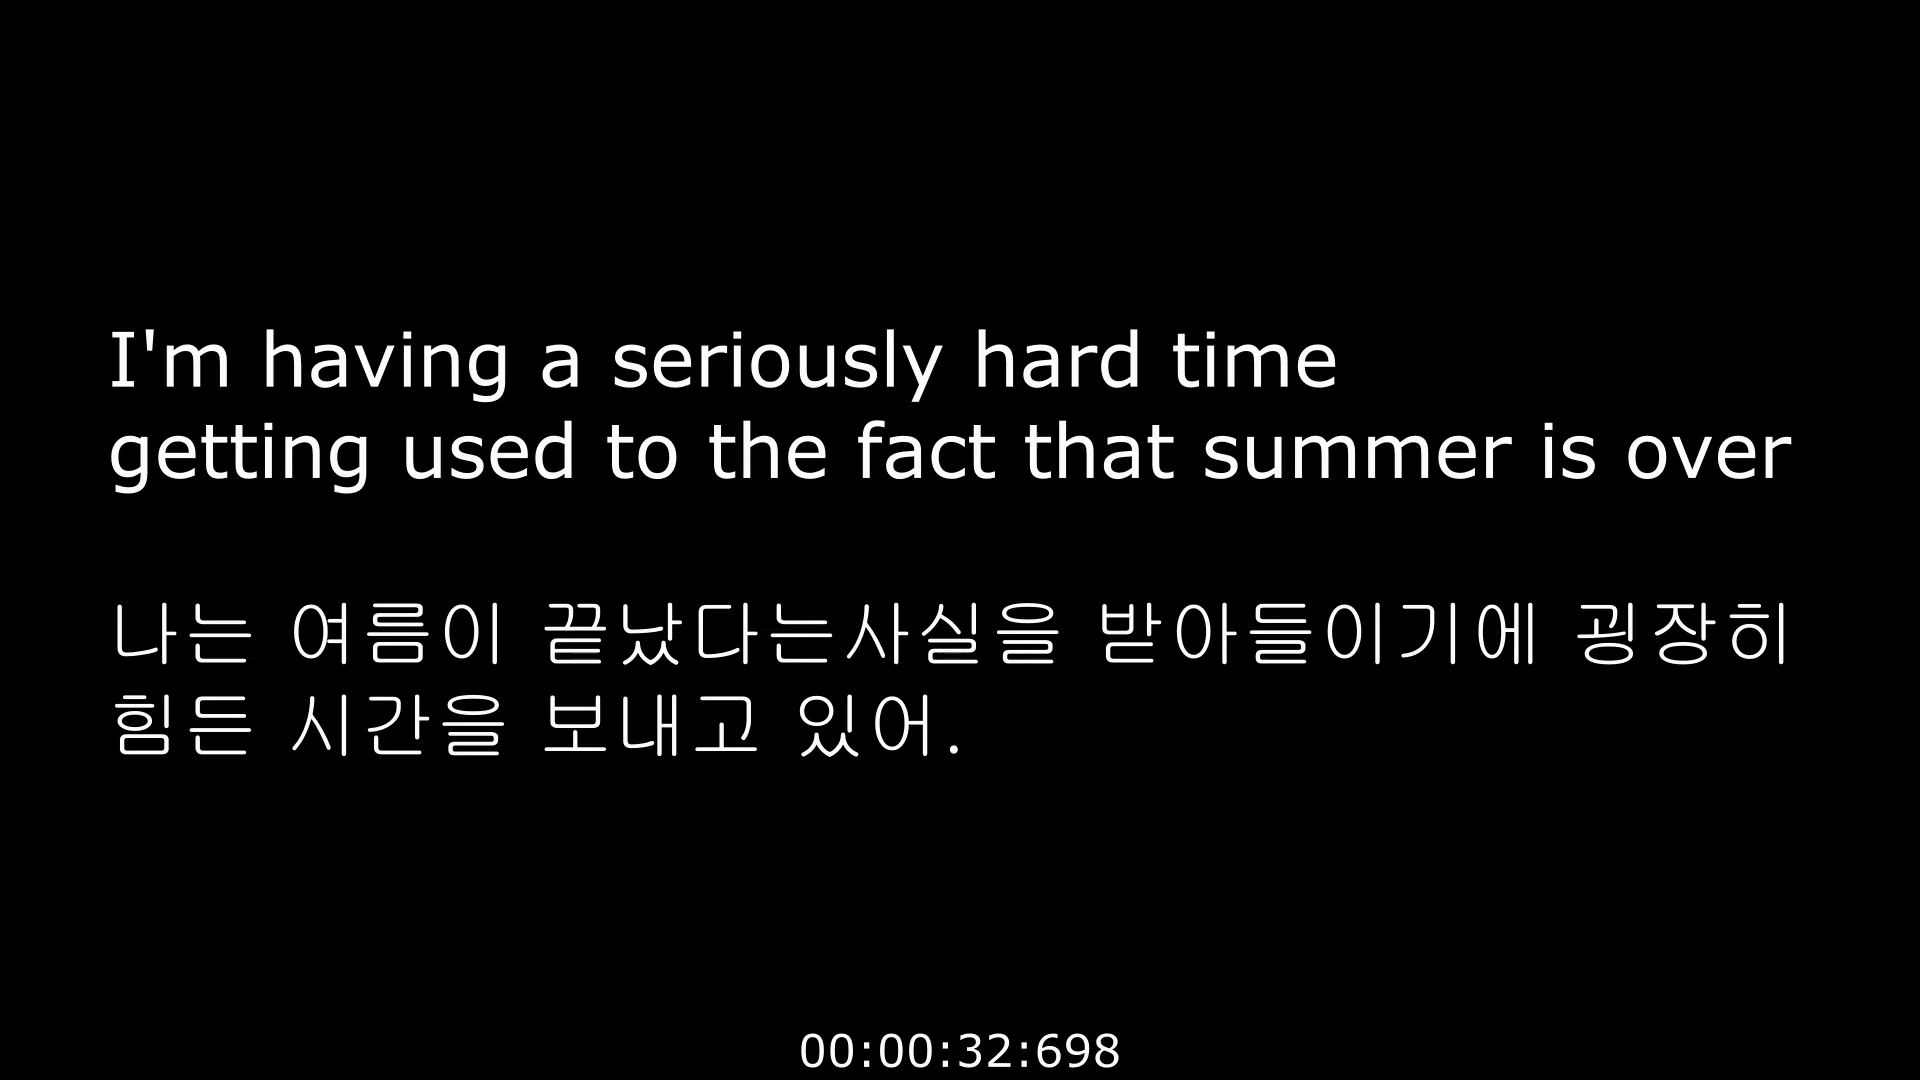 I'm having a seriously hard time
getting used to the fact that summer is over
나는 여름이 끝났다는사실을 받아들이기에 굉장히
힘든 시간을 보내고 있어.
00:00:32:698